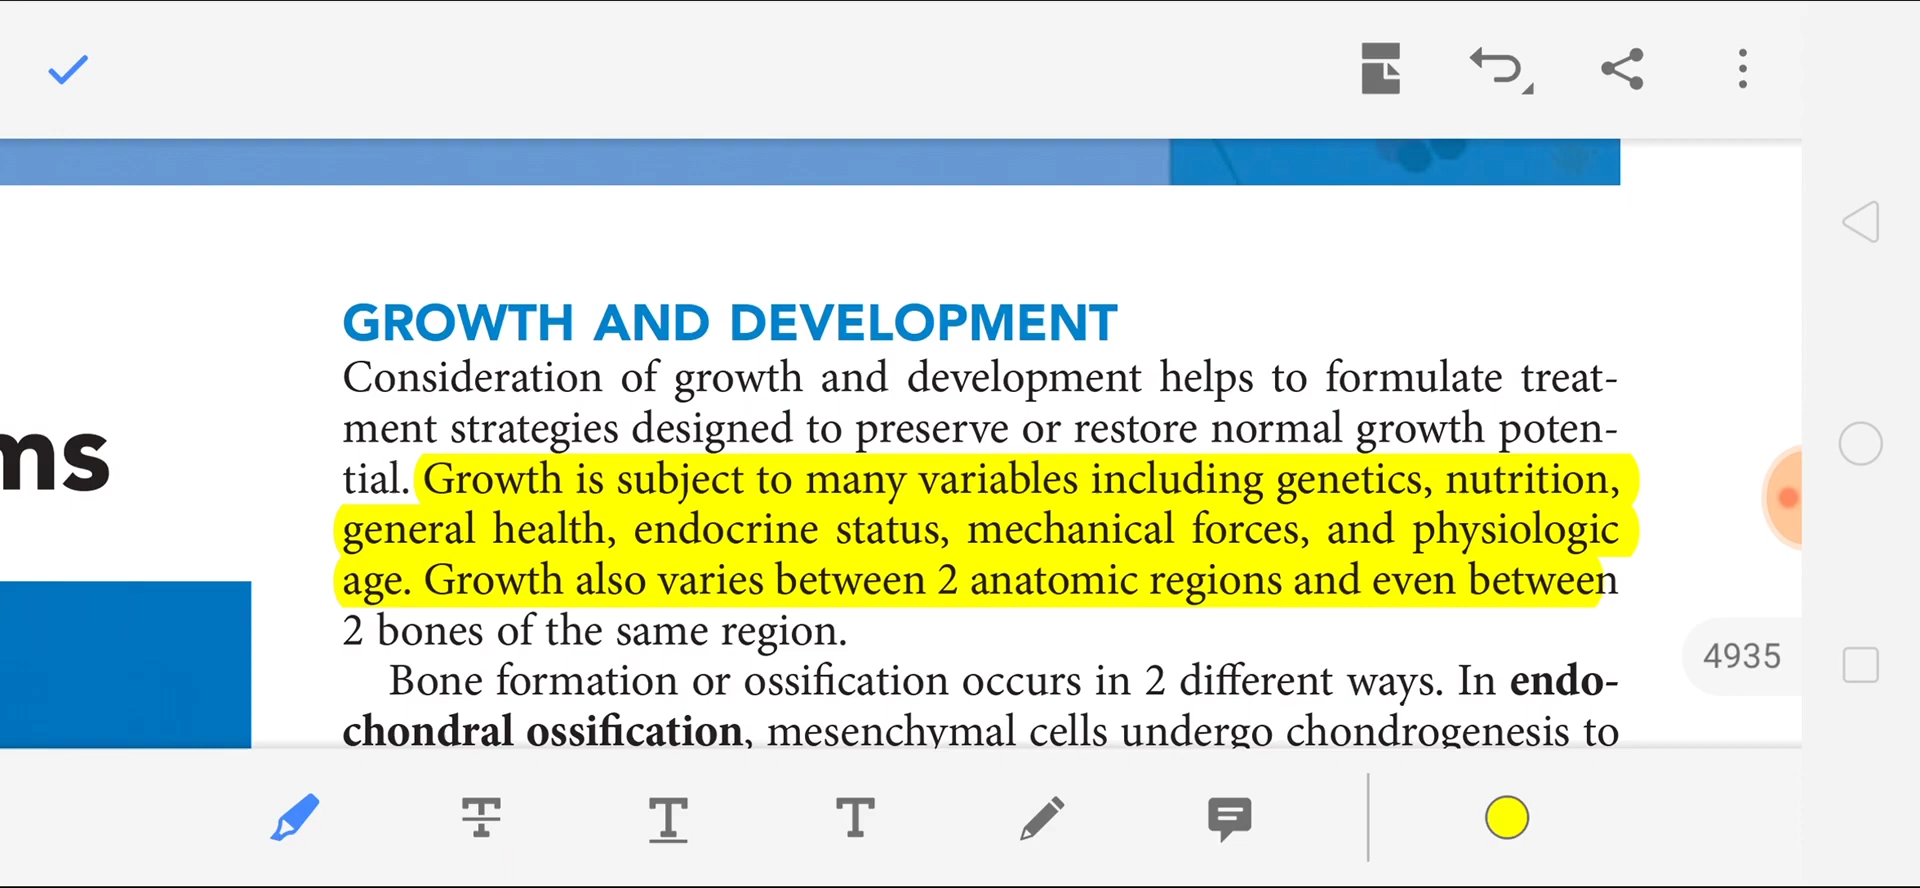 GROWTH AND DEVELOPMENT
Consideration of growth and development helps to formulate treat-
ment strategies designed to preserve or restore normal growth poten-
tial. Growth is subject to many variables including genetics, nutrition,
general health, endocrine status, mechanical forces, and physiologic
age. Growth also varies between 2 anatomic regions and even between
2 bones of the same region.
Bone formation or ossification occurs in 2 different ways. In endo-
chondral ossification, mesenchymal cells undergo chondrogenesis to
ms
4935